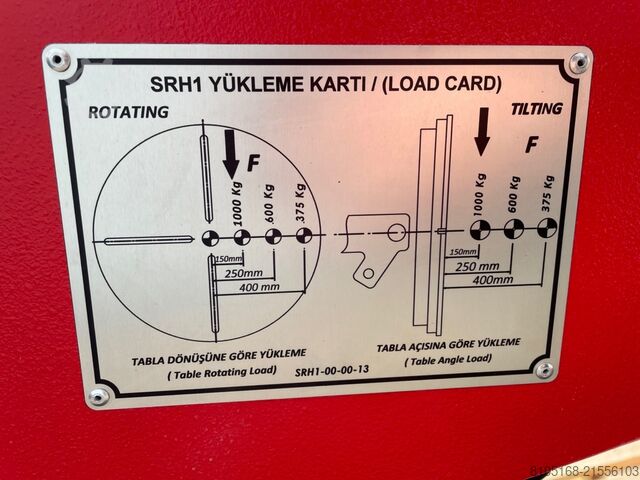 SRH1 YÜKLEME KARTI / (LOAD CARD)
ROTATING
TILTING
F
1000 Kg
600 Kg
375 Kg
150mm
250mm
400 mm
F
1000 Kg
600 Kg
375 Kg
150mm
250 mm
400mm
TABLA DÖNÜŞÜNE GÖRE YÜKLEME
( Table Rotating Load)
SRH1-00-00-13
TABLA AÇISINA GÖRE YÜKLEME
( Table Angle Load)
8195168-21556103